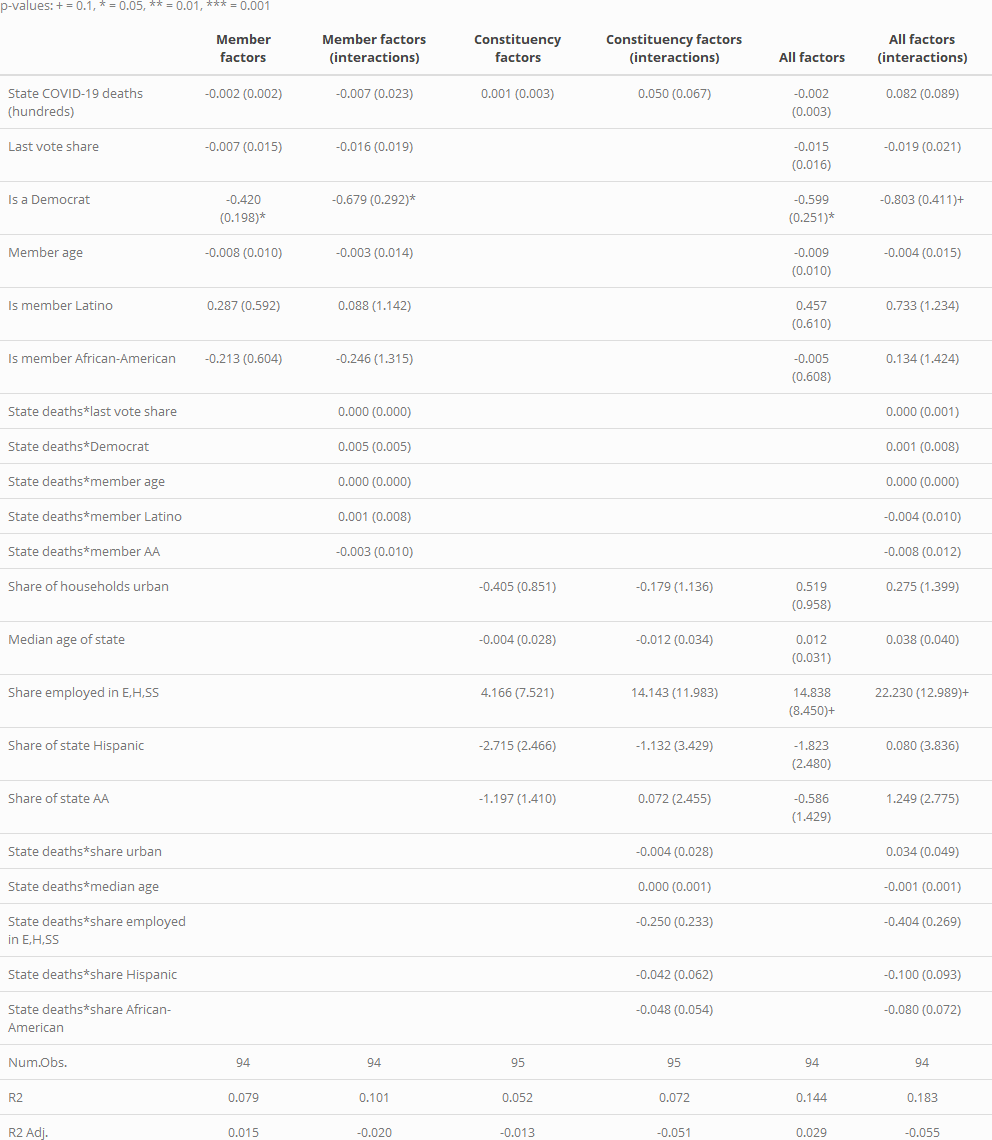 p-values: + = 0.1, * = 0.05, ** = 0.01, *** = 0.001
Member factors Member factors (interactions) Constituency factors Constituency factors (interactions) All factors All factors (interactions)
State COVID-19 deaths (hundreds) -0.002 (0.002) -0.007 (0.023) 0.001 (0.003) 0.050 (0.067) -0.002 (0.003) 0.082 (0.089)
Last vote share -0.007 (0.015) -0.016 (0.019) -0.015 (0.016) -0.019 (0.021)
Is a Democrat -0.420 (0.198)* -0.679 (0.292)* -0.599 (0.251)* -0.803 (0.411)+
Member age -0.008 (0.010) -0.003 (0.014) -0.009 (0.010) -0.004 (0.015)
Is member Latino 0.287 (0.592) 0.088 (1.142) 0.457 (0.610) 0.733 (1.234)
Is member African-American -0.213 (0.604) -0.246 (1.315) -0.005 (0.608) 0.134 (1.424)
State deaths*last vote share 0.000 (0.000) 0.000 (0.001)
State deaths*Democrat 0.005 (0.005) 0.001 (0.008)
State deaths*member age 0.000 (0.000) 0.000 (0.000)
State deaths*member Latino 0.001 (0.008) -0.004 (0.010)
State deaths*member AA -0.003 (0.010) -0.008 (0.012)
Share of households urban -0.405 (0.851) -0.179 (1.136) 0.519 (0.958) 0.275 (1.399)
Median age of state -0.004 (0.028) -0.012 (0.034) 0.012 (0.031) 0.038 (0.040)
Share employed in E,H,SS 4.166 (7.521) 14.143 (11.983) 14.838 (8.450)+ 22.230 (12.989)+
Share of state Hispanic -2.715 (2.466) -1.132 (3.429) -1.823 (2.480) 0.080 (3.836)
Share of state AA -1.197 (1.410) 0.072 (2.455) -0.586 (1.429) 1.249 (2.775)
State deaths*share urban -0.004 (0.028) 0.034 (0.049)
State deaths*median age 0.000 (0.001) -0.001 (0.001)
State deaths*share employed in E,H,SS -0.250 (0.233) -0.404 (0.269)
State deaths*share Hispanic -0.042 (0.062) -0.100 (0.093)
State deaths*share African-American -0.048 (0.054) -0.080 (0.072)
Num.Obs. 94 94 95 95 94 94
R2 0.079 0.101 0.052 0.072 0.144 0.183
R2 Adj. 0.015 -0.020 -0.013 -0.051 0.029 -0.055